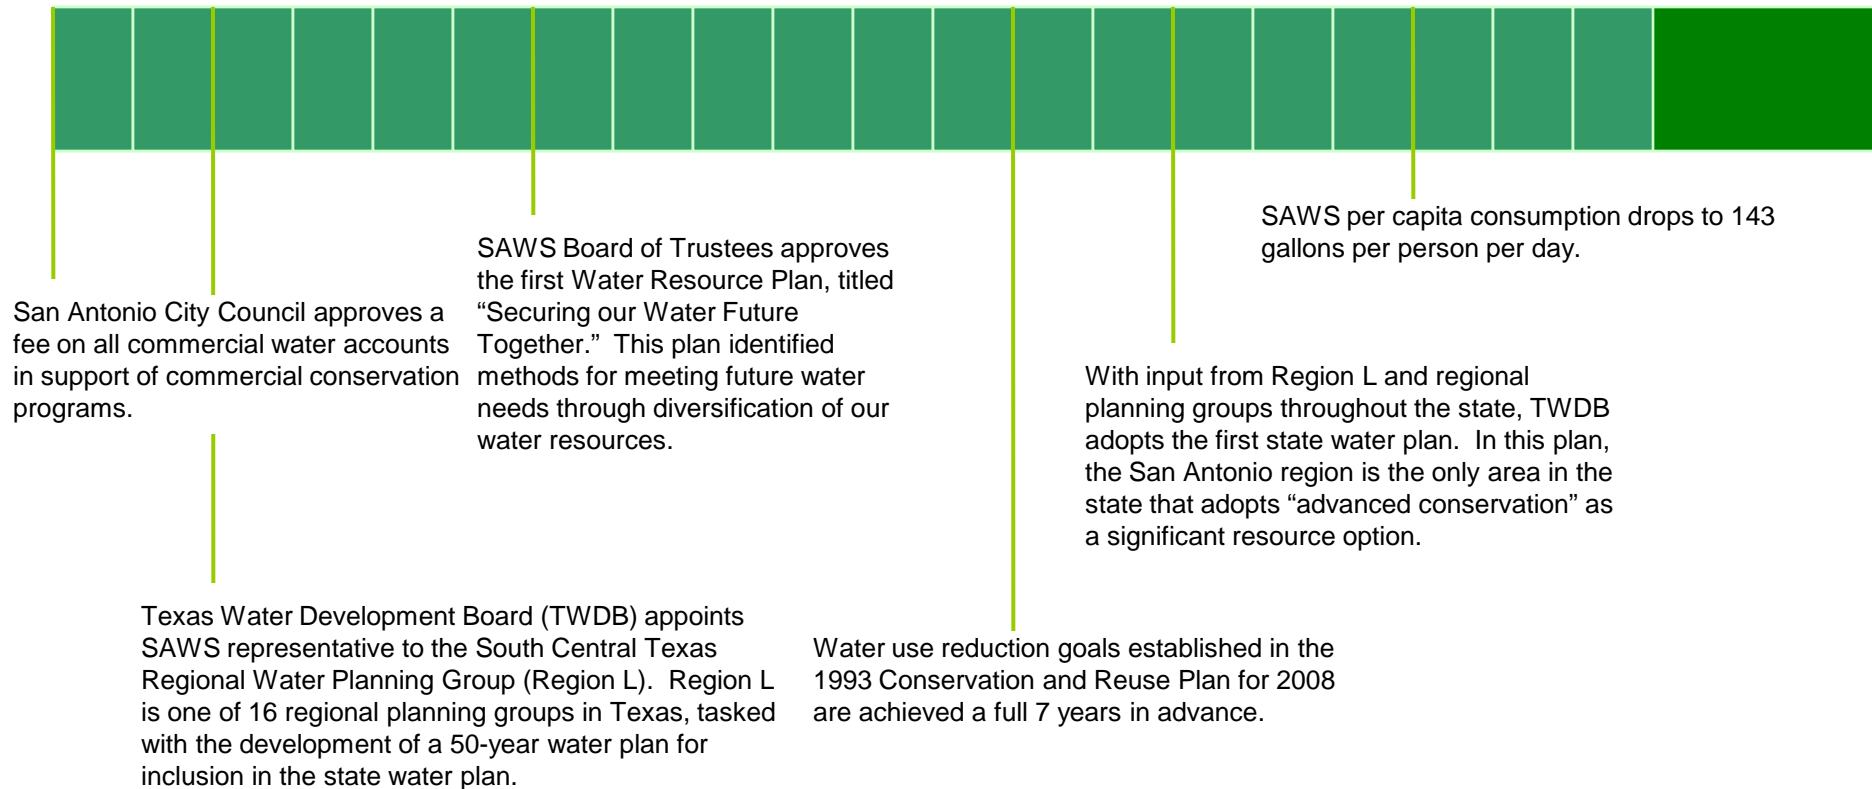 San Antonio City Council approves a
fee on all commercial water accounts
in support of commercial conservation
programs.
Texas Water Development Board (TWDB) appoints
SAWS representative to the South Central Texas
Regional Water Planning Group (Region L).  Region L
is one of 16 regional planning groups in Texas, tasked
with the development of a 50-year water plan for
inclusion in the state water plan.
SAWS Board of Trustees approves
the first Water Resource Plan, titled
“Securing our Water Future
Together.”  This plan identified
methods for meeting future water
needs through diversification of our
water resources.
Water use reduction goals established in the
1993 Conservation and Reuse Plan for 2008
are achieved a full 7 years in advance.
With input from Region L and regional
planning groups throughout the state, TWDB
adopts the first state water plan.  In this plan,
the San Antonio region is the only area in the
state that adopts “advanced conservation” as
a significant resource option.
SAWS per capita consumption drops to 143
gallons per person per day.